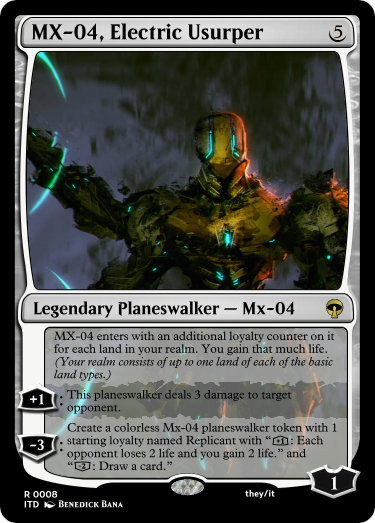 MX-04, Electric Usurper 5
Legendary Planeswalker — Mx-04
MX-04 enters with an additional loyalty counter on it
for each land in your realm. You gain that much life.
(Your realm consists of up to one land of each of the basic
land types.)
+1: This planeswalker deals 3 damage to target
opponent.
-3: Create a colorless Mx-04 planeswalker token with 1
starting loyalty named Replicant with “+1: Each
opponent loses 2 life and you gain 2 life.” and
“-2: Draw a card.”
1
R 0008 they/it
ITD Benedick Bana